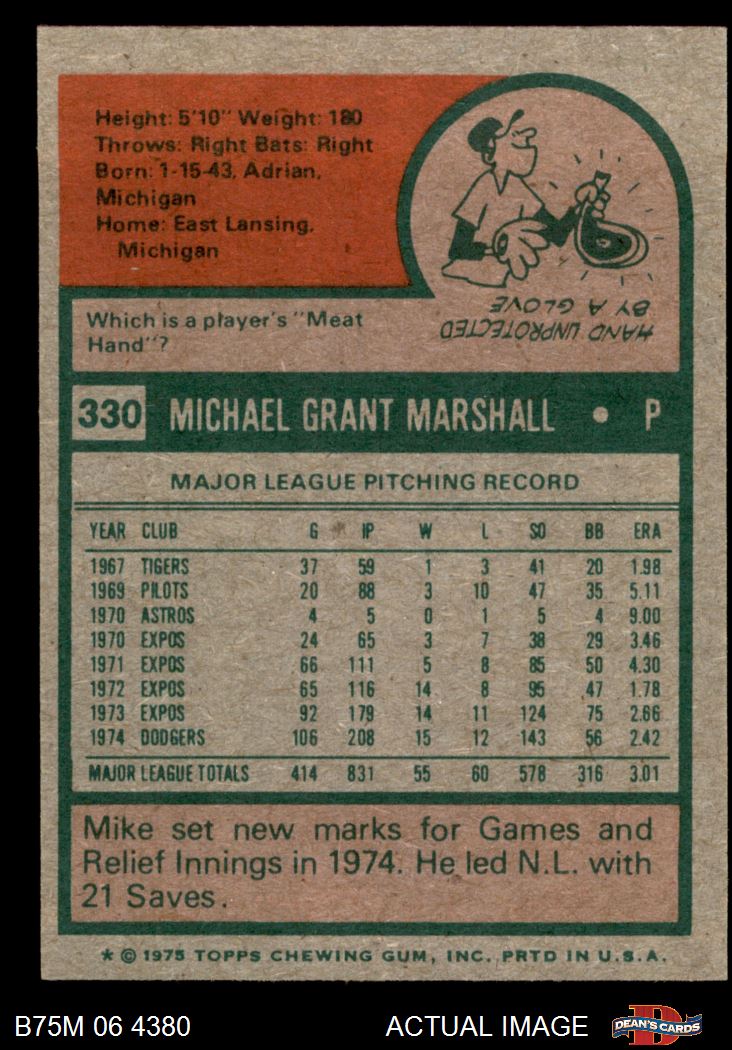 Height: 5'10" Weight: 180
Throws: Right Bats: Right
Born: 1-15-43, Adrian,
Michigan
Home: East Lansing,
Michigan
Which is a player's "Meat
Hand"?
HAND UNPROTECTED
BY A GLOVE
330 MICHAEL GRANT MARSHALL • P
MAJOR LEAGUE PITCHING RECORD
YEAR CLUB G IP W L SO BB ERA
1967 TIGERS 37 59 1 3 41 20 1.98
1969 PILOTS 20 88 3 10 47 35 5.11
1970 ASTROS 4 5 0 1 5 4 9.00
1970 EXPOS 24 65 3 7 38 29 3.46
1971 EXPOS 66 111 5 8 85 50 4.30
1972 EXPOS 65 116 14 8 95 47 1.78
1973 EXPOS 92 179 14 11 124 75 2.66
1974 DODGERS 106 208 15 12 143 56 2.42
MAJOR LEAGUE TOTALS 414 831 55 60 578 316 3.01
Mike set new marks for Games and
Relief Innings in 1974. He led N.L. with
21 Saves.
* © 1975 TOPPS CHEWING GUM, INC. PRTD IN U.S.A.
B75M 06 4380 ACTUAL IMAGE D DEAN'S CARDS